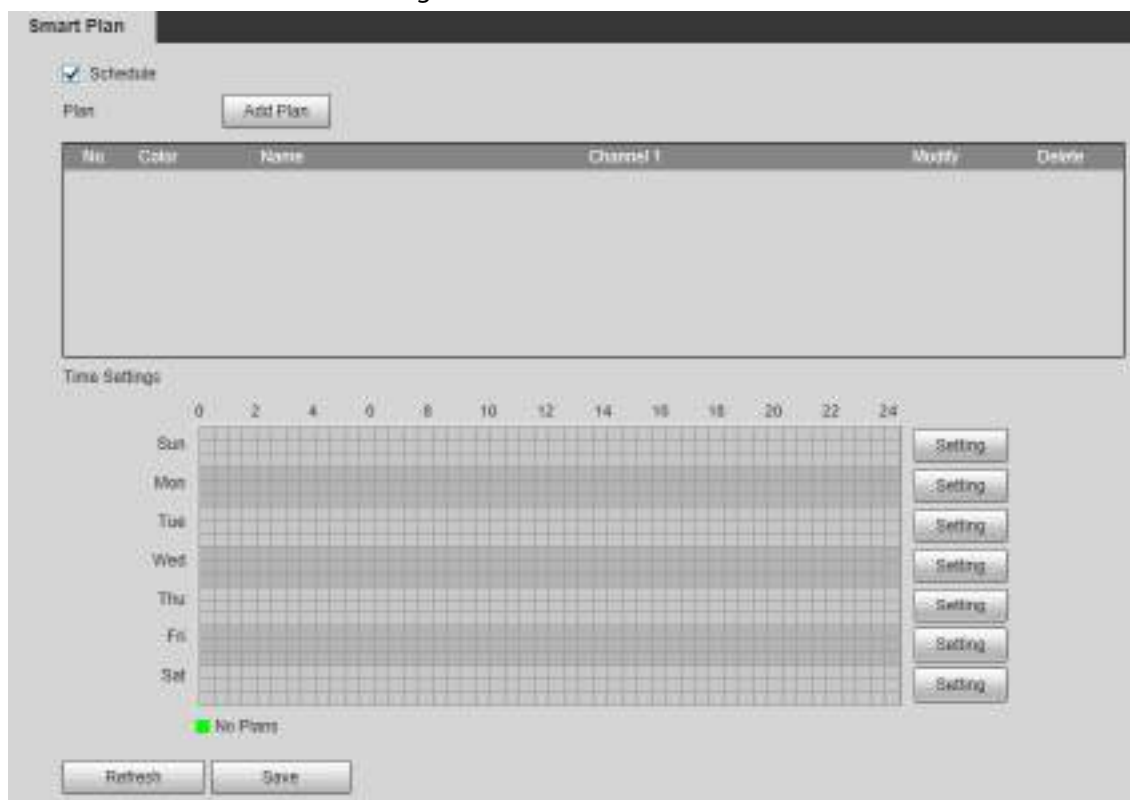 Smart Plan
Schedule
Plan Add Plan
No. Color Name Channel 1 Modify Delete
Time Settings
0 2 4 6 8 10 12 14 16 18 20 22 24
Sun Setting
Mon Setting
Tue Setting
Wed Setting
Thu Setting
Fri Setting
Sat Setting
No Plans
Refresh Save